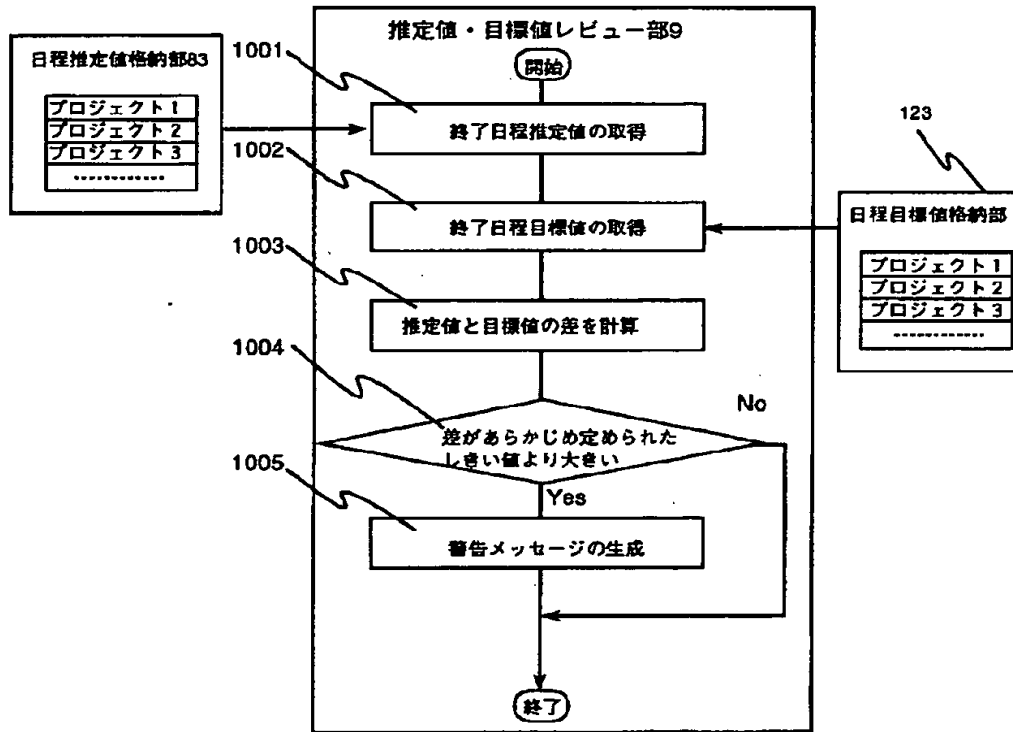 推定値・目標値レビュー部9
日程推定値格納部83
プロジェクト1
プロジェクト2
プロジェクト3
------------
1001
開始
終了日程推定値の取得
1002
終了日程目標値の取得
123
日程目標値格納部
プロジェクト1
プロジェクト2
プロジェクト3
------------
1003
推定値と目標値の差を計算
1004
差があらかじめ定められた
しきい値より大きい
No
Yes
1005
警告メッセージの生成
終了